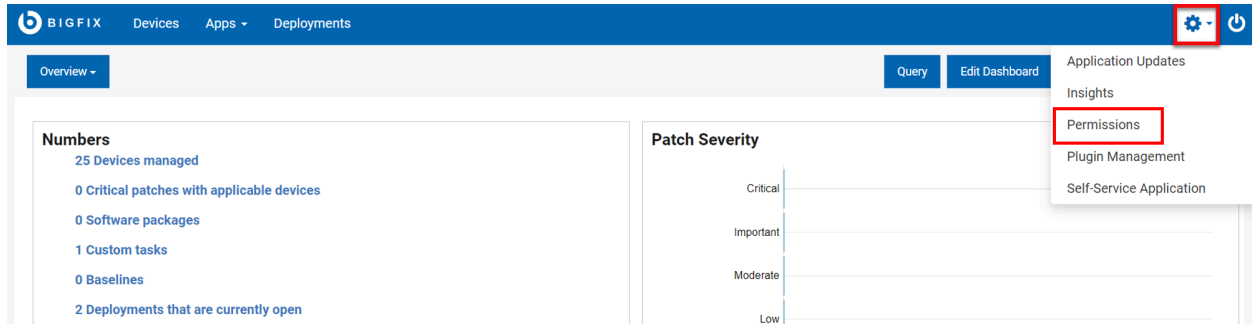 BIGFIX Devices Apps Deployments
Overview Query Edit Dashboard
Application Updates
Insights
Permissions
Plugin Management
Self-Service Application
Numbers
25 Devices managed
0 Critical patches with applicable devices
0 Software packages
1 Custom tasks
0 Baselines
2 Deployments that are currently open
Patch Severity
Critical
Important
Moderate
Low